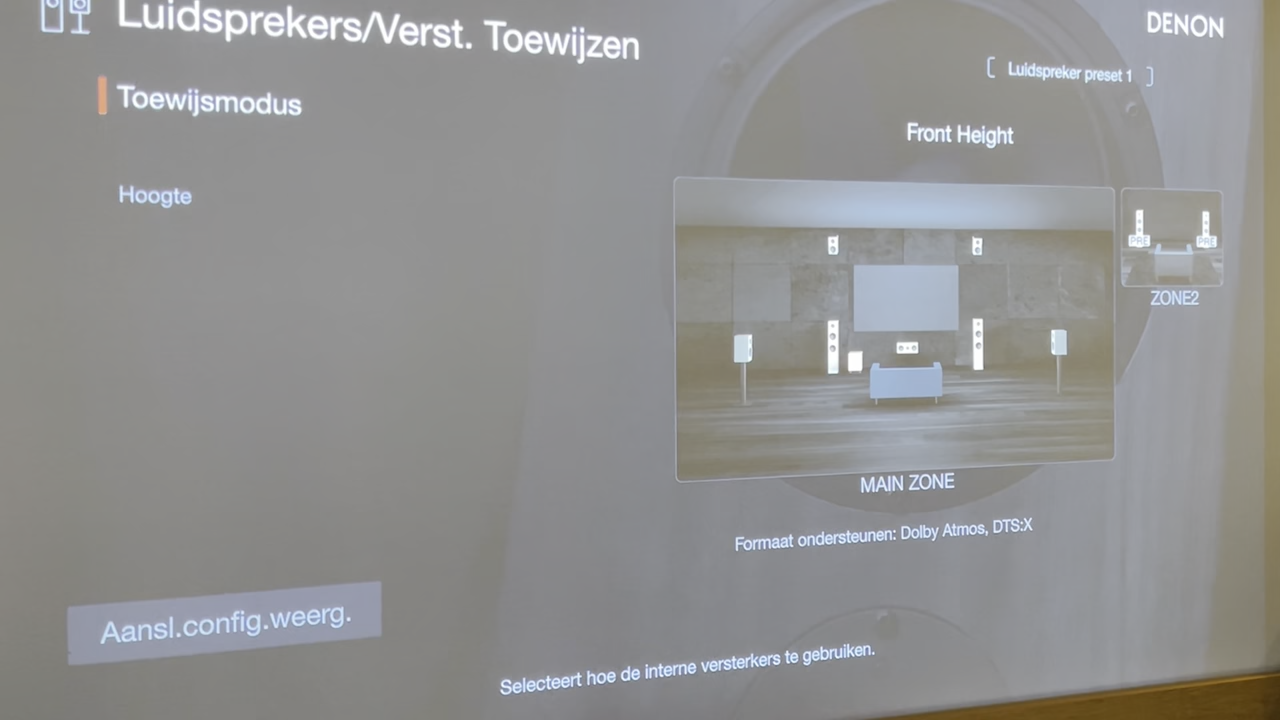 Luidsprekers/Verst. Toewijzen
DENON
Luidspreker preset 1
Toewijsmodus
Front Height
Hoogte
PRE
PRE
ZONE2
MAIN ZONE
Formaat ondersteunen: Dolby Atmos, DTS:X
Aansl.config.weerg.
Selecteert hoe de interne versterkers te gebruiken.